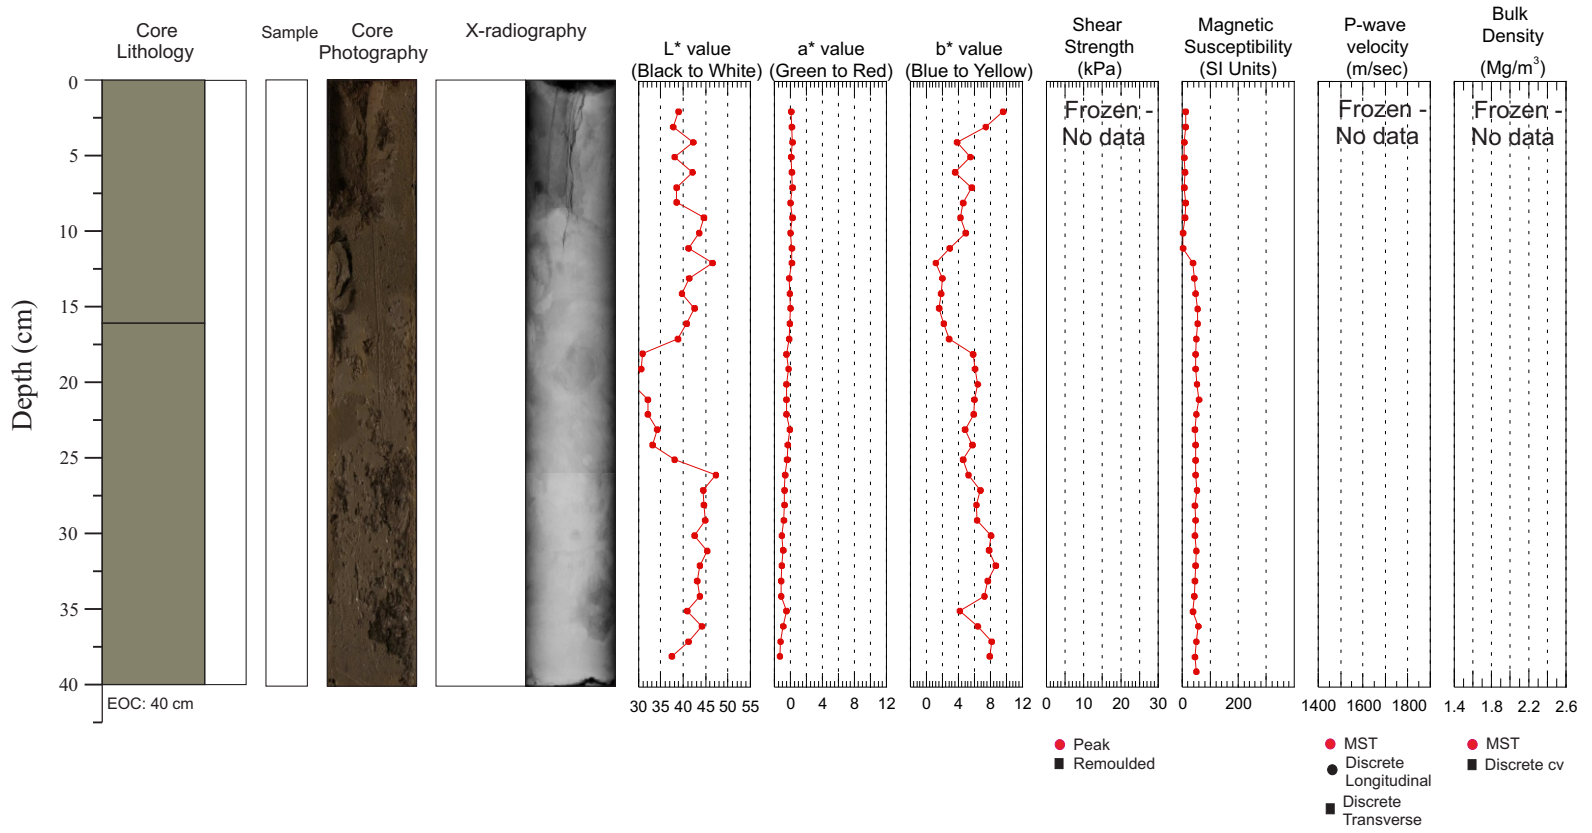 Core
Lithology
Sample
Core
Photography
X-radiography
L* value
(Black to White)
a* value
(Green to Red)
b* value
(Blue to Yellow)
Shear
Strength
(kPa)
Magnetic
Susceptibility
(SI Units)
P-wave
velocity
(m/sec)
Bulk
Density
(Mg/m³)
Depth (cm)
0
5
10
15
20
25
30
35
40
EOC: 40 cm
Frozen -
No data
Frozen -
No data
Frozen -
No data
30 35 40 45 50 55
0 4 8 12
0 4 8 12
0 10 20 30
0 200
1400 1600 1800
1.4 1.8 2.2 2.6
Peak
Remoulded
MST
Discrete
Longitudinal
Discrete
Transverse
MST
Discrete cv